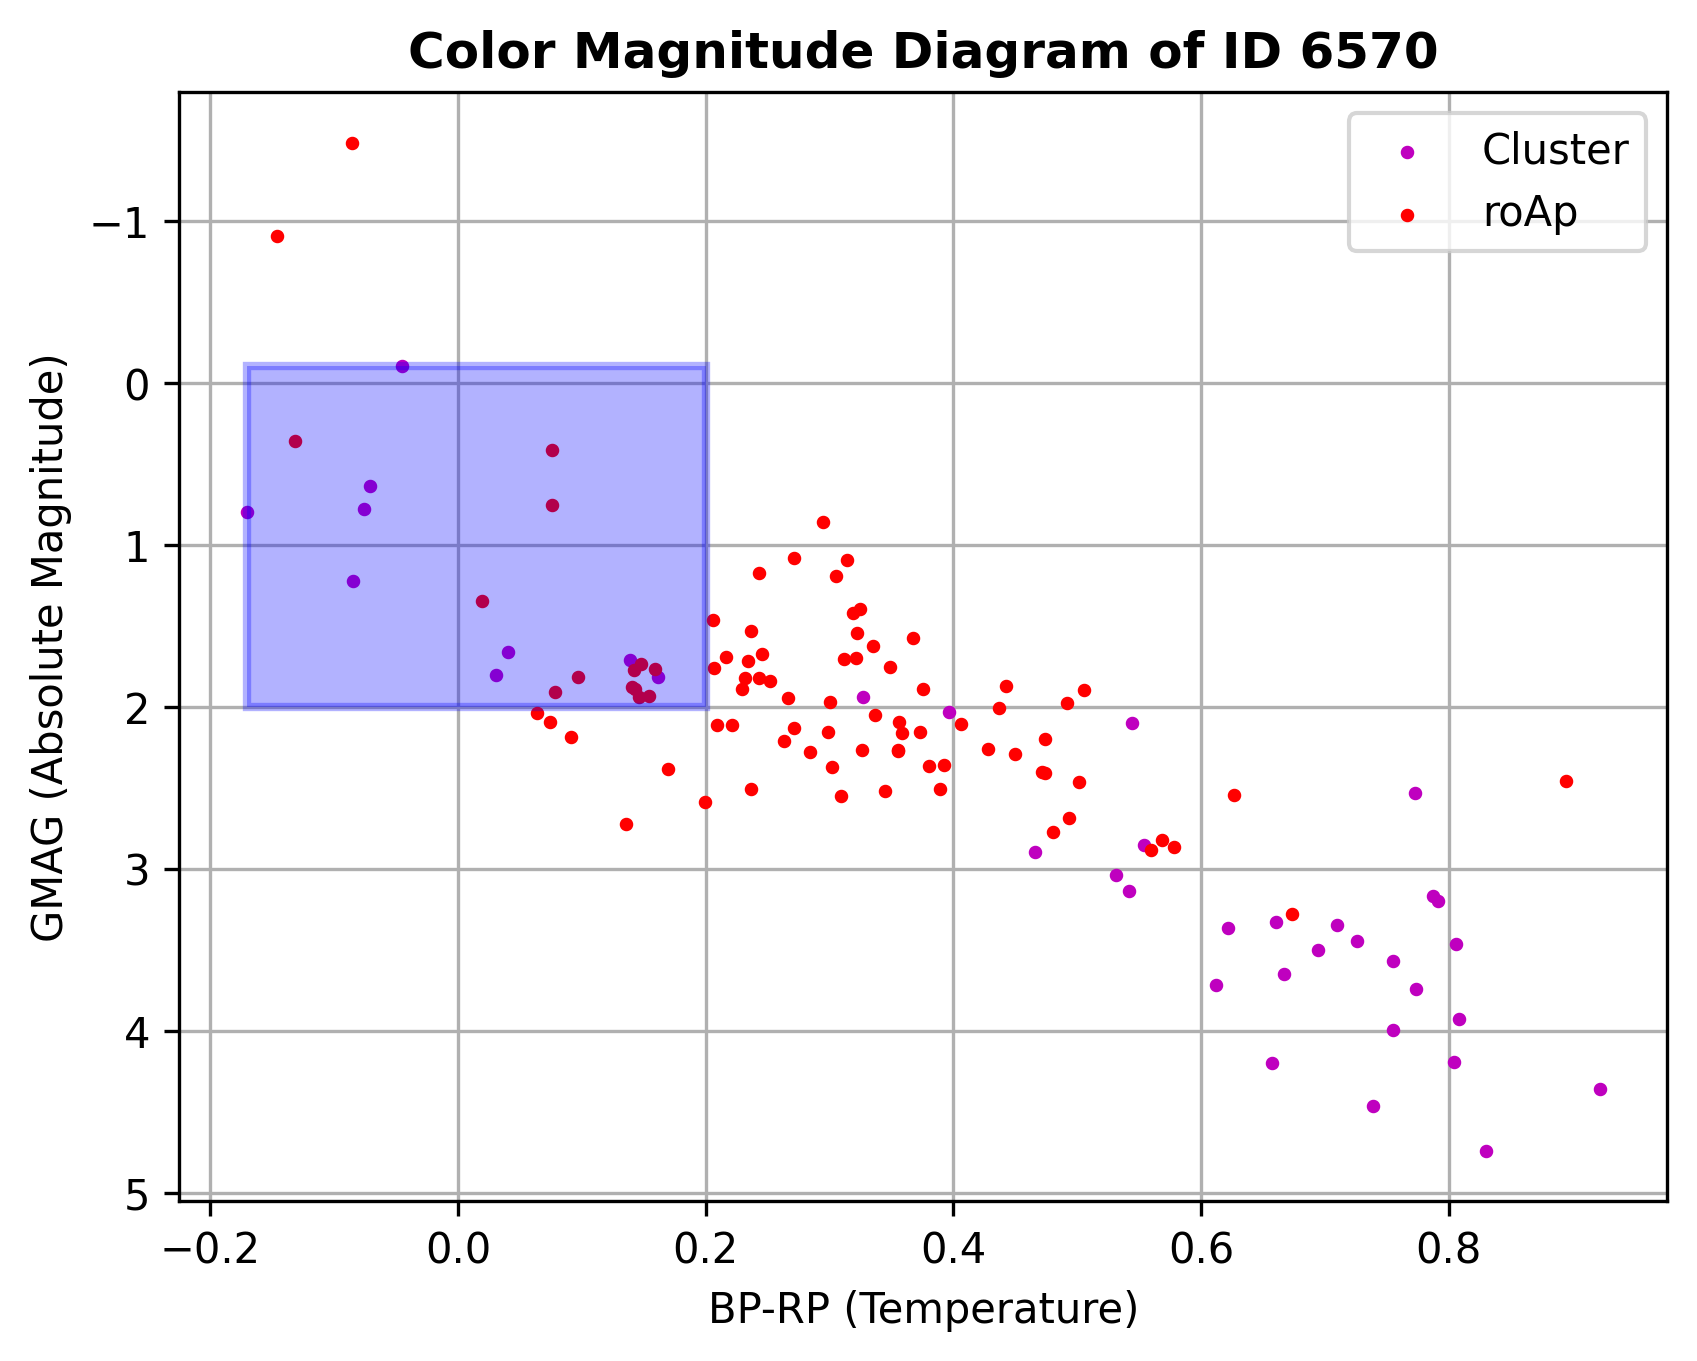 Color Magnitude Diagram of ID 6570
Cluster
roAp
GMAG (Absolute Magnitude)
−1
0
1
2
3
4
5
−0.2 0.0 0.2 0.4 0.6 0.8
BP-RP (Temperature)